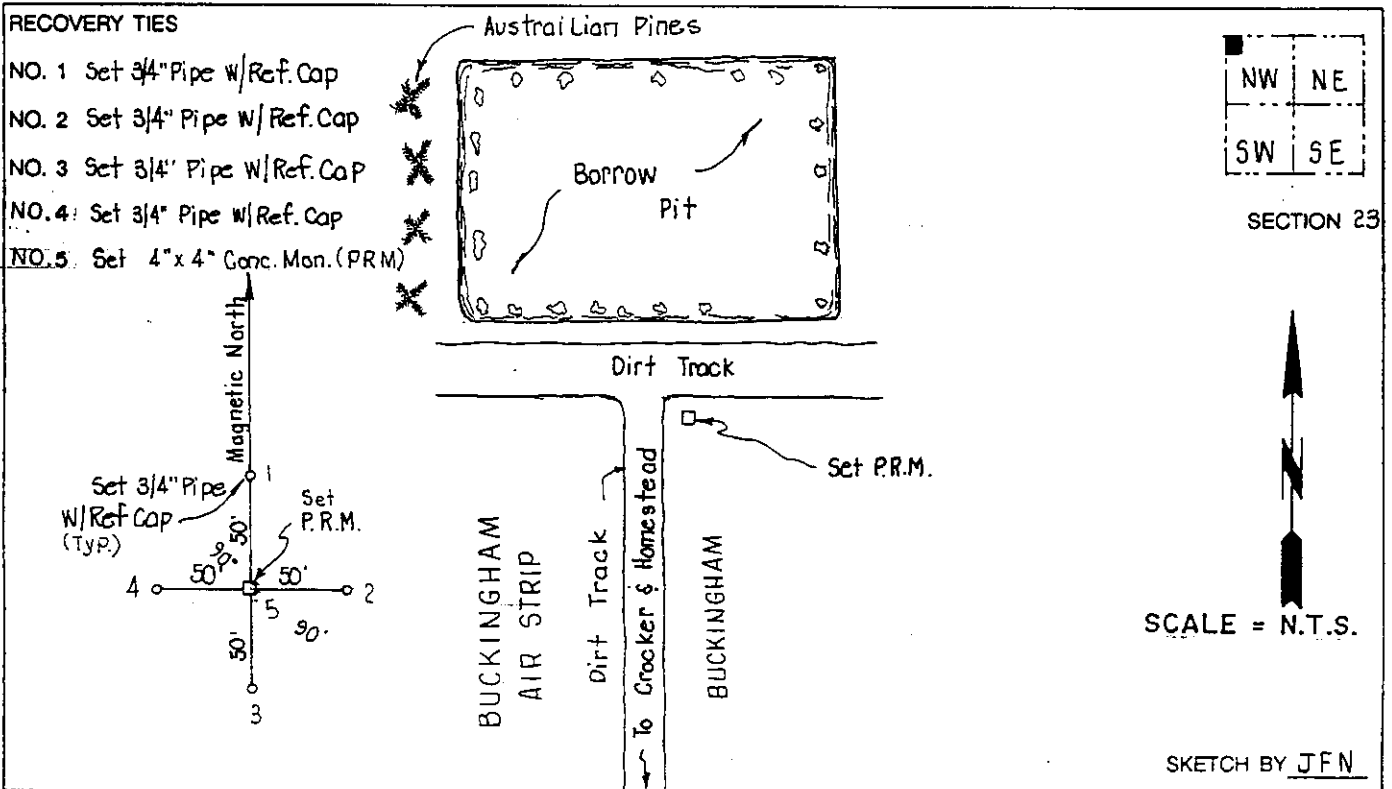 RECOVERY TIES
NO. 1 Set 3/4" Pipe W/Ref. Cap
NO. 2 Set 3/4" Pipe W/Ref. Cap
NO. 3 Set 3/4" Pipe W/Ref. Cap
NO. 4: Set 3/4" Pipe W/Ref. Cap
NO. 5. Set 4" x 4" Conc. Mon. (PRM)
Austrailian Pines
Borrow
Pit
NW NE
SW SE
SECTION 23
Dirt Track
Set P.R.M.
Magnetic North
Set 3/4" Pipe
W/Ref Cap
(Typ.)
Set
P.R.M.
1
50'
90°
50'
50'
4
2
5
90°
50'
3
BUCKINGHAM
AIR STRIP
Dirt Track
To Crocker & Homestead
BUCKINGHAM
N
SCALE = N.T.S.
SKETCH BY JFN